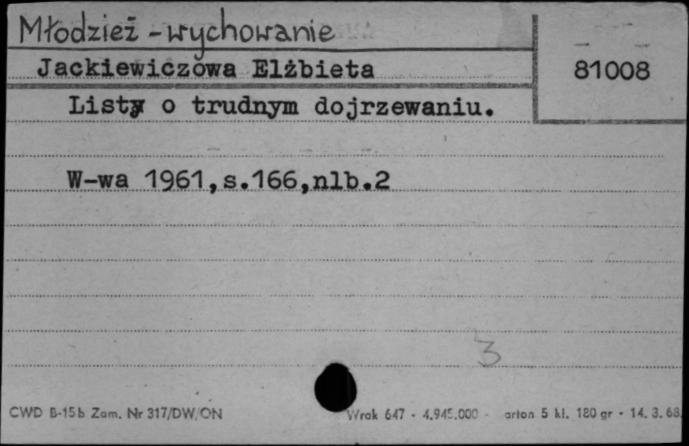 Młodzież - wychowanie
Jackiewiczowa Elżbieta
81008
Listy o trudnym dojrzewaniu.
W-wa 1961,s.166,nlb.2
3
CWD B-15b Zam. Nr 317/DW/ON
Wrak 647 - 4.945.000 - arton 5 kl. 180 gr - 14. 3. 68